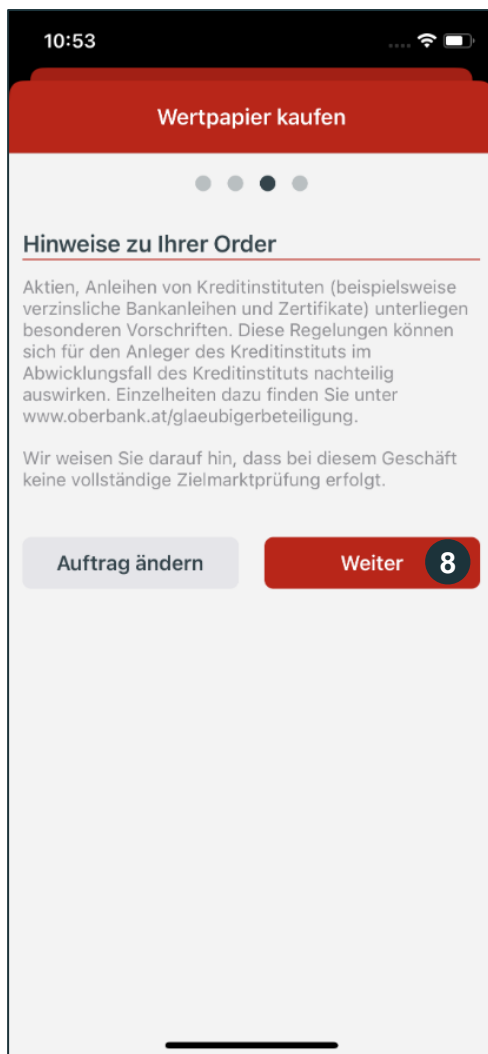 10:53
Wertpapier kaufen
Hinweise zu Ihrer Order
Aktien, Anleihen von Kreditinstituten (beispielsweise
verzinsliche Bankanleihen und Zertifikate) unterliegen
besonderen Vorschriften. Diese Regelungen können
sich für den Anleger des Kreditinstituts im
Abwicklungsfall des Kreditinstituts nachteilig
auswirken. Einzelheiten dazu finden Sie unter
www.oberbank.at/glaeubigerbeteiligung.
Wir weisen Sie darauf hin, dass bei diesem Geschäft
keine vollständige Zielmarktprüfung erfolgt.
Auftrag ändern
Weiter 8